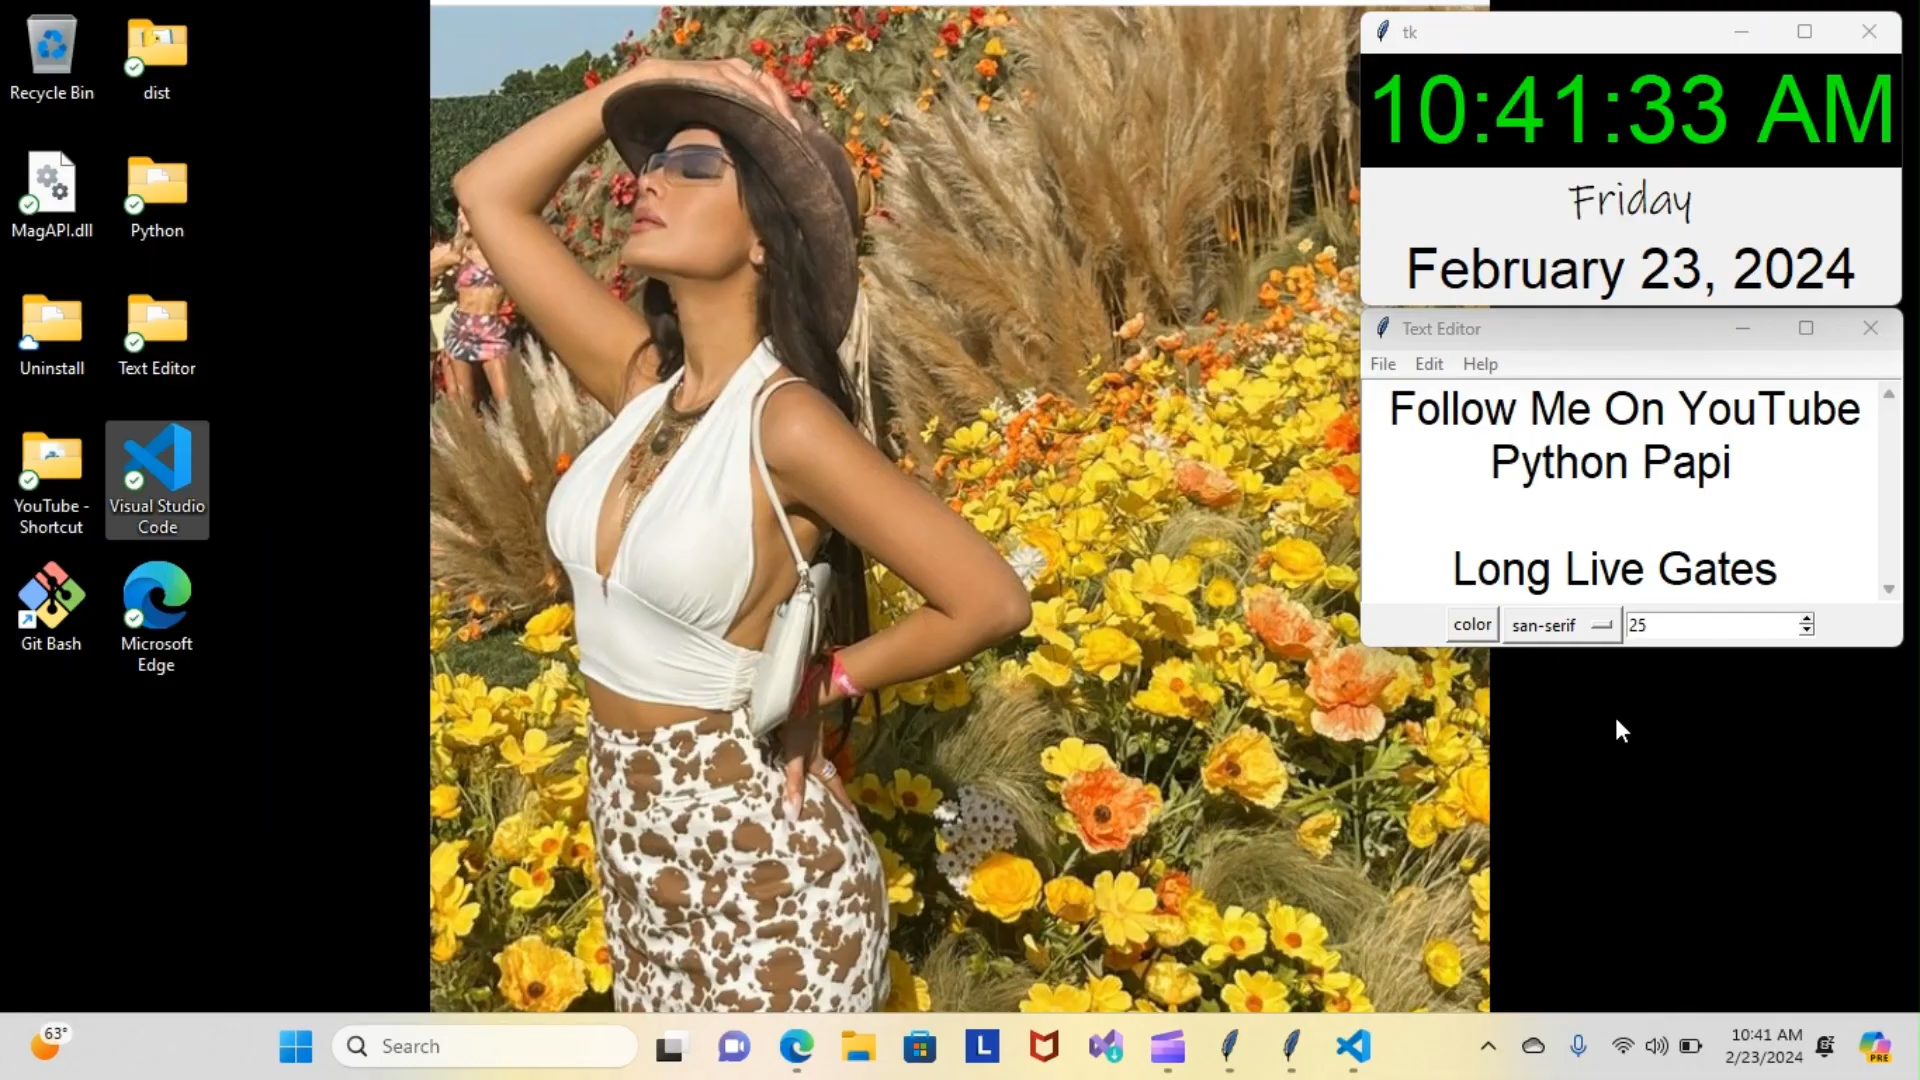 Recycle Bin
dist
MagAPI.dll
Python
Uninstall
Text Editor
YouTube -
Shortcut
Visual Studio
Code
Git Bash
Microsoft
Edge
tk
10:41:33 AM
Friday
February 23, 2024
Text Editor
File Edit Help
Follow Me On YouTube
Python Papi
Long Live Gates
color san-serif 25
63°
Search
L
10:41 AM
2/23/2024
PRE